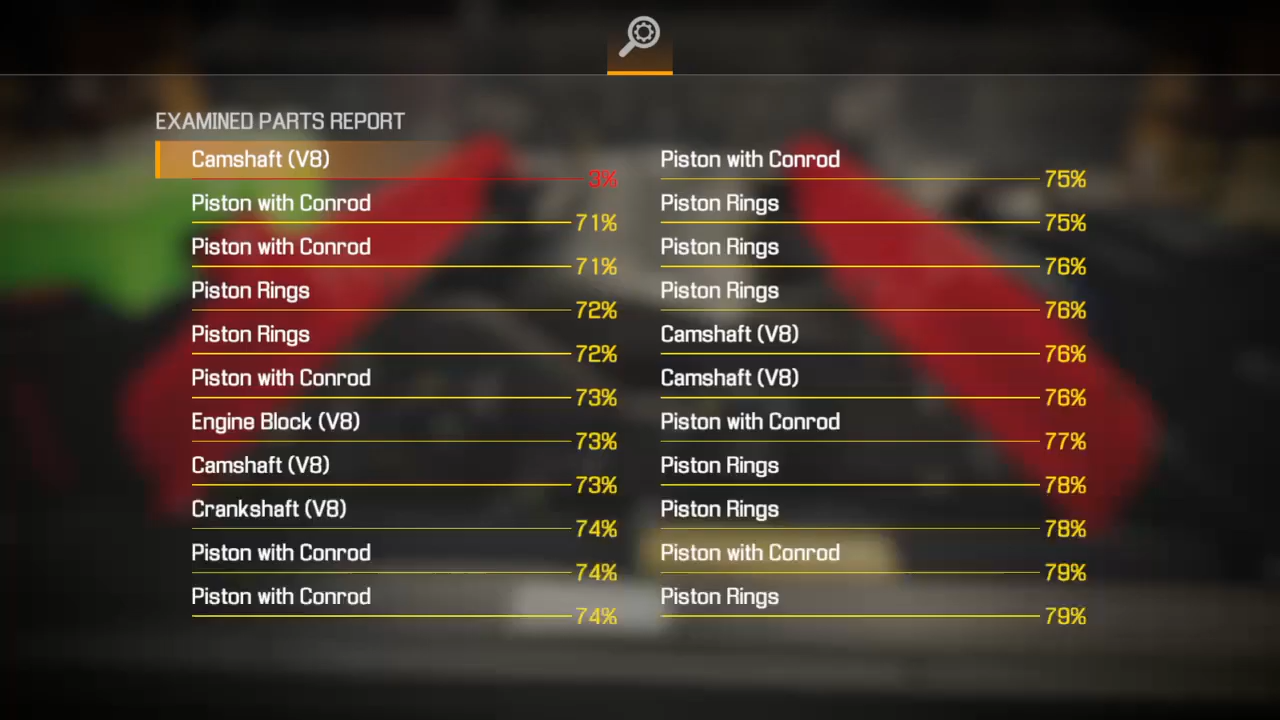 EXAMINED PARTS REPORT
Camshaft (V8)
3%
Piston with Conrod
71%
Piston with Conrod
71%
Piston Rings
72%
Piston Rings
72%
Piston with Conrod
73%
Engine Block (V8)
73%
Camshaft (V8)
73%
Crankshaft (V8)
74%
Piston with Conrod
74%
Piston with Conrod
74%
Piston with Conrod
75%
Piston Rings
75%
Piston Rings
76%
Piston Rings
76%
Camshaft (V8)
76%
Camshaft (V8)
76%
Piston with Conrod
77%
Piston Rings
78%
Piston Rings
78%
Piston with Conrod
79%
Piston Rings
79%